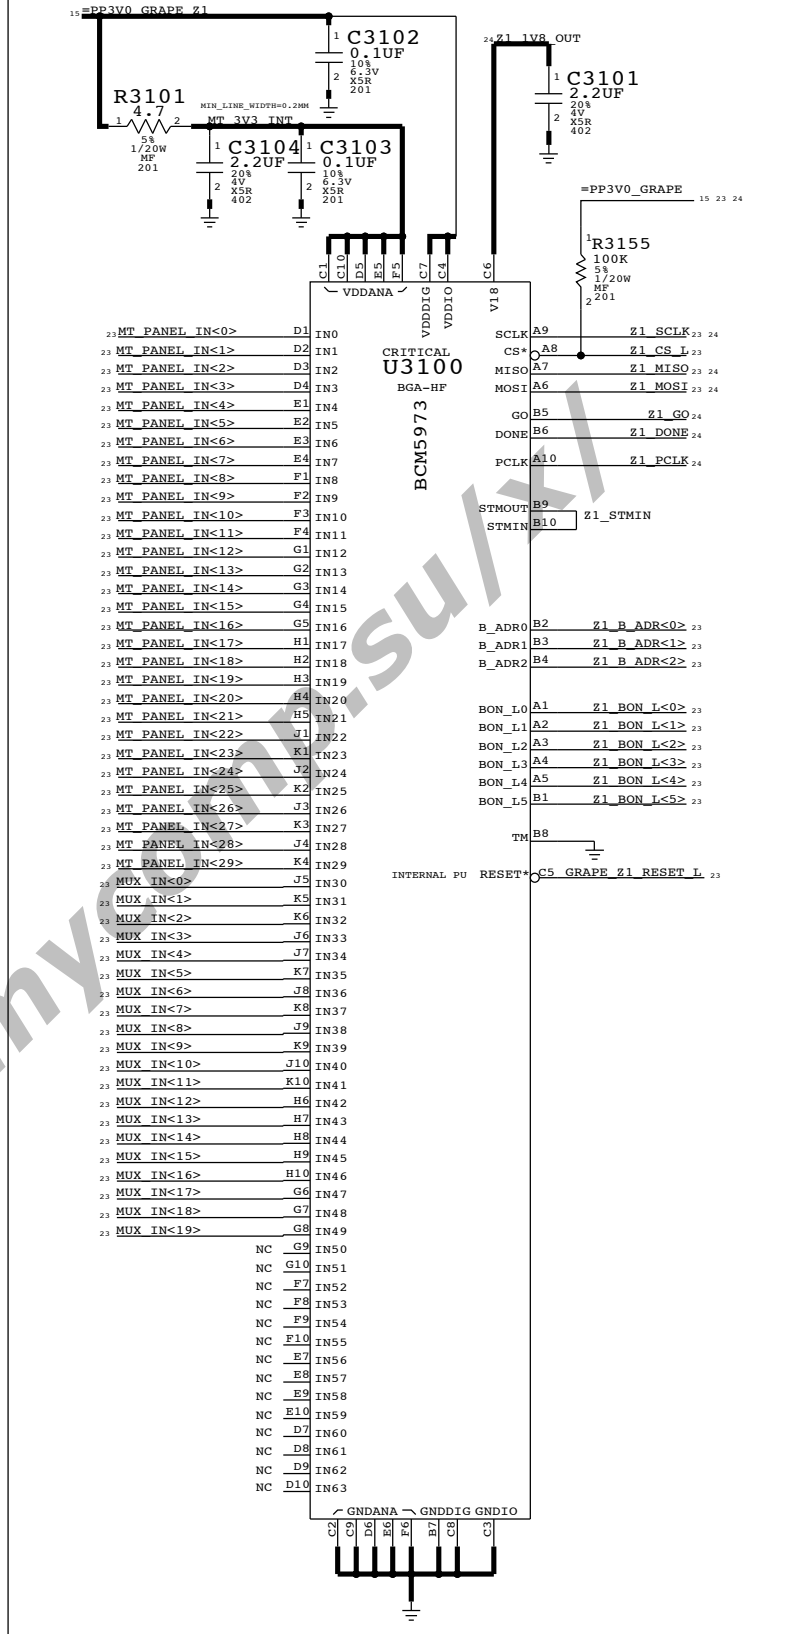 15 =PP3V0_GRAPE_Z1
1 C3102
0.1UF
10%
2 6.3V
X5R
201
24 Z1_1V8_OUT
1 C3101
2.2UF
20%
2 4V
X5R
402
R3101
4.7
1 2
5%
1/20W
MF
201
MIN_LINE_WIDTH=0.2MM
MT_3V3_INT
1 C3104
2.2UF
20%
2 4V
X5R
402
1 C3103
0.1UF
10%
2 6.3V
X5R
201
=PP3V0_GRAPE 15 23 24
1 R3155
100K
5%
1/20W
MF
2 201
C1 C10 D5 E5 F5 C7 C4 C6
VDDANA VDDDIG VDDIO V18
CRITICAL
U3100
BGA-HF
BCM5973
23 MT_PANEL_IN<0> D1 IN0
23 MT_PANEL_IN<1> D2 IN1
23 MT_PANEL_IN<2> D3 IN2
23 MT_PANEL_IN<3> D4 IN3
23 MT_PANEL_IN<4> E1 IN4
23 MT_PANEL_IN<5> E2 IN5
23 MT_PANEL_IN<6> E3 IN6
23 MT_PANEL_IN<7> E4 IN7
23 MT_PANEL_IN<8> F1 IN8
23 MT_PANEL_IN<9> F2 IN9
23 MT_PANEL_IN<10> F3 IN10
23 MT_PANEL_IN<11> F4 IN11
23 MT_PANEL_IN<12> G1 IN12
23 MT_PANEL_IN<13> G2 IN13
23 MT_PANEL_IN<14> G3 IN14
23 MT_PANEL_IN<15> G4 IN15
23 MT_PANEL_IN<16> G5 IN16
23 MT_PANEL_IN<17> H1 IN17
23 MT_PANEL_IN<18> H2 IN18
23 MT_PANEL_IN<19> H3 IN19
23 MT_PANEL_IN<20> H4 IN20
23 MT_PANEL_IN<21> H5 IN21
23 MT_PANEL_IN<22> J1 IN22
23 MT_PANEL_IN<23> K1 IN23
23 MT_PANEL_IN<24> J2 IN24
23 MT_PANEL_IN<25> K2 IN25
23 MT_PANEL_IN<26> J3 IN26
23 MT_PANEL_IN<27> K3 IN27
23 MT_PANEL_IN<28> J4 IN28
23 MT_PANEL_IN<29> K4 IN29
23 MUX_IN<0> J5 IN30
23 MUX_IN<1> K5 IN31
23 MUX_IN<2> K6 IN32
23 MUX_IN<3> J6 IN33
23 MUX_IN<4> J7 IN34
23 MUX_IN<5> K7 IN35
23 MUX_IN<6> J8 IN36
23 MUX_IN<7> K8 IN37
23 MUX_IN<8> J9 IN38
23 MUX_IN<9> K9 IN39
23 MUX_IN<10> J10 IN40
23 MUX_IN<11> K10 IN41
23 MUX_IN<12> H6 IN42
23 MUX_IN<13> H7 IN43
23 MUX_IN<14> H8 IN44
23 MUX_IN<15> H9 IN45
23 MUX_IN<16> H10 IN46
23 MUX_IN<17> G6 IN47
23 MUX_IN<18> G7 IN48
23 MUX_IN<19> G8 IN49
NC G9 IN50
NC G10 IN51
NC F7 IN52
NC F8 IN53
NC F9 IN54
NC F10 IN55
NC E7 IN56
NC E8 IN57
NC E9 IN58
NC E10 IN59
NC D7 IN60
NC D8 IN61
NC D9 IN62
NC D10 IN63
SCLK A9 Z1_SCLK 23 24
CS* A8 Z1_CS_L 23
MISO A7 Z1_MISO 23 24
MOSI A6 Z1_MOSI 23 24
GO B5 Z1_GO 24
DONE B6 Z1_DONE 24
PCLK A10 Z1_PCLK 24
STMOUT B9
STMIN B10
Z1_STMIN
B_ADR0 B2 Z1_B_ADR<0> 23
B_ADR1 B3 Z1_B_ADR<1> 23
B_ADR2 B4 Z1_B_ADR<2> 23
BON_L0 A1 Z1_BON_L<0> 23
BON_L1 A2 Z1_BON_L<1> 23
BON_L2 A3 Z1_BON_L<2> 23
BON_L3 A4 Z1_BON_L<3> 23
BON_L4 A5 Z1_BON_L<4> 23
BON_L5 B1 Z1_BON_L<5> 23
TM B8
INTERNAL PU RESET* C5 GRAPE_Z1_RESET_L 23
GNDANA GNDDIG GNDIO
C2 C9 D6 E6 F6 B7 C8 C3
mycomp.su/x/